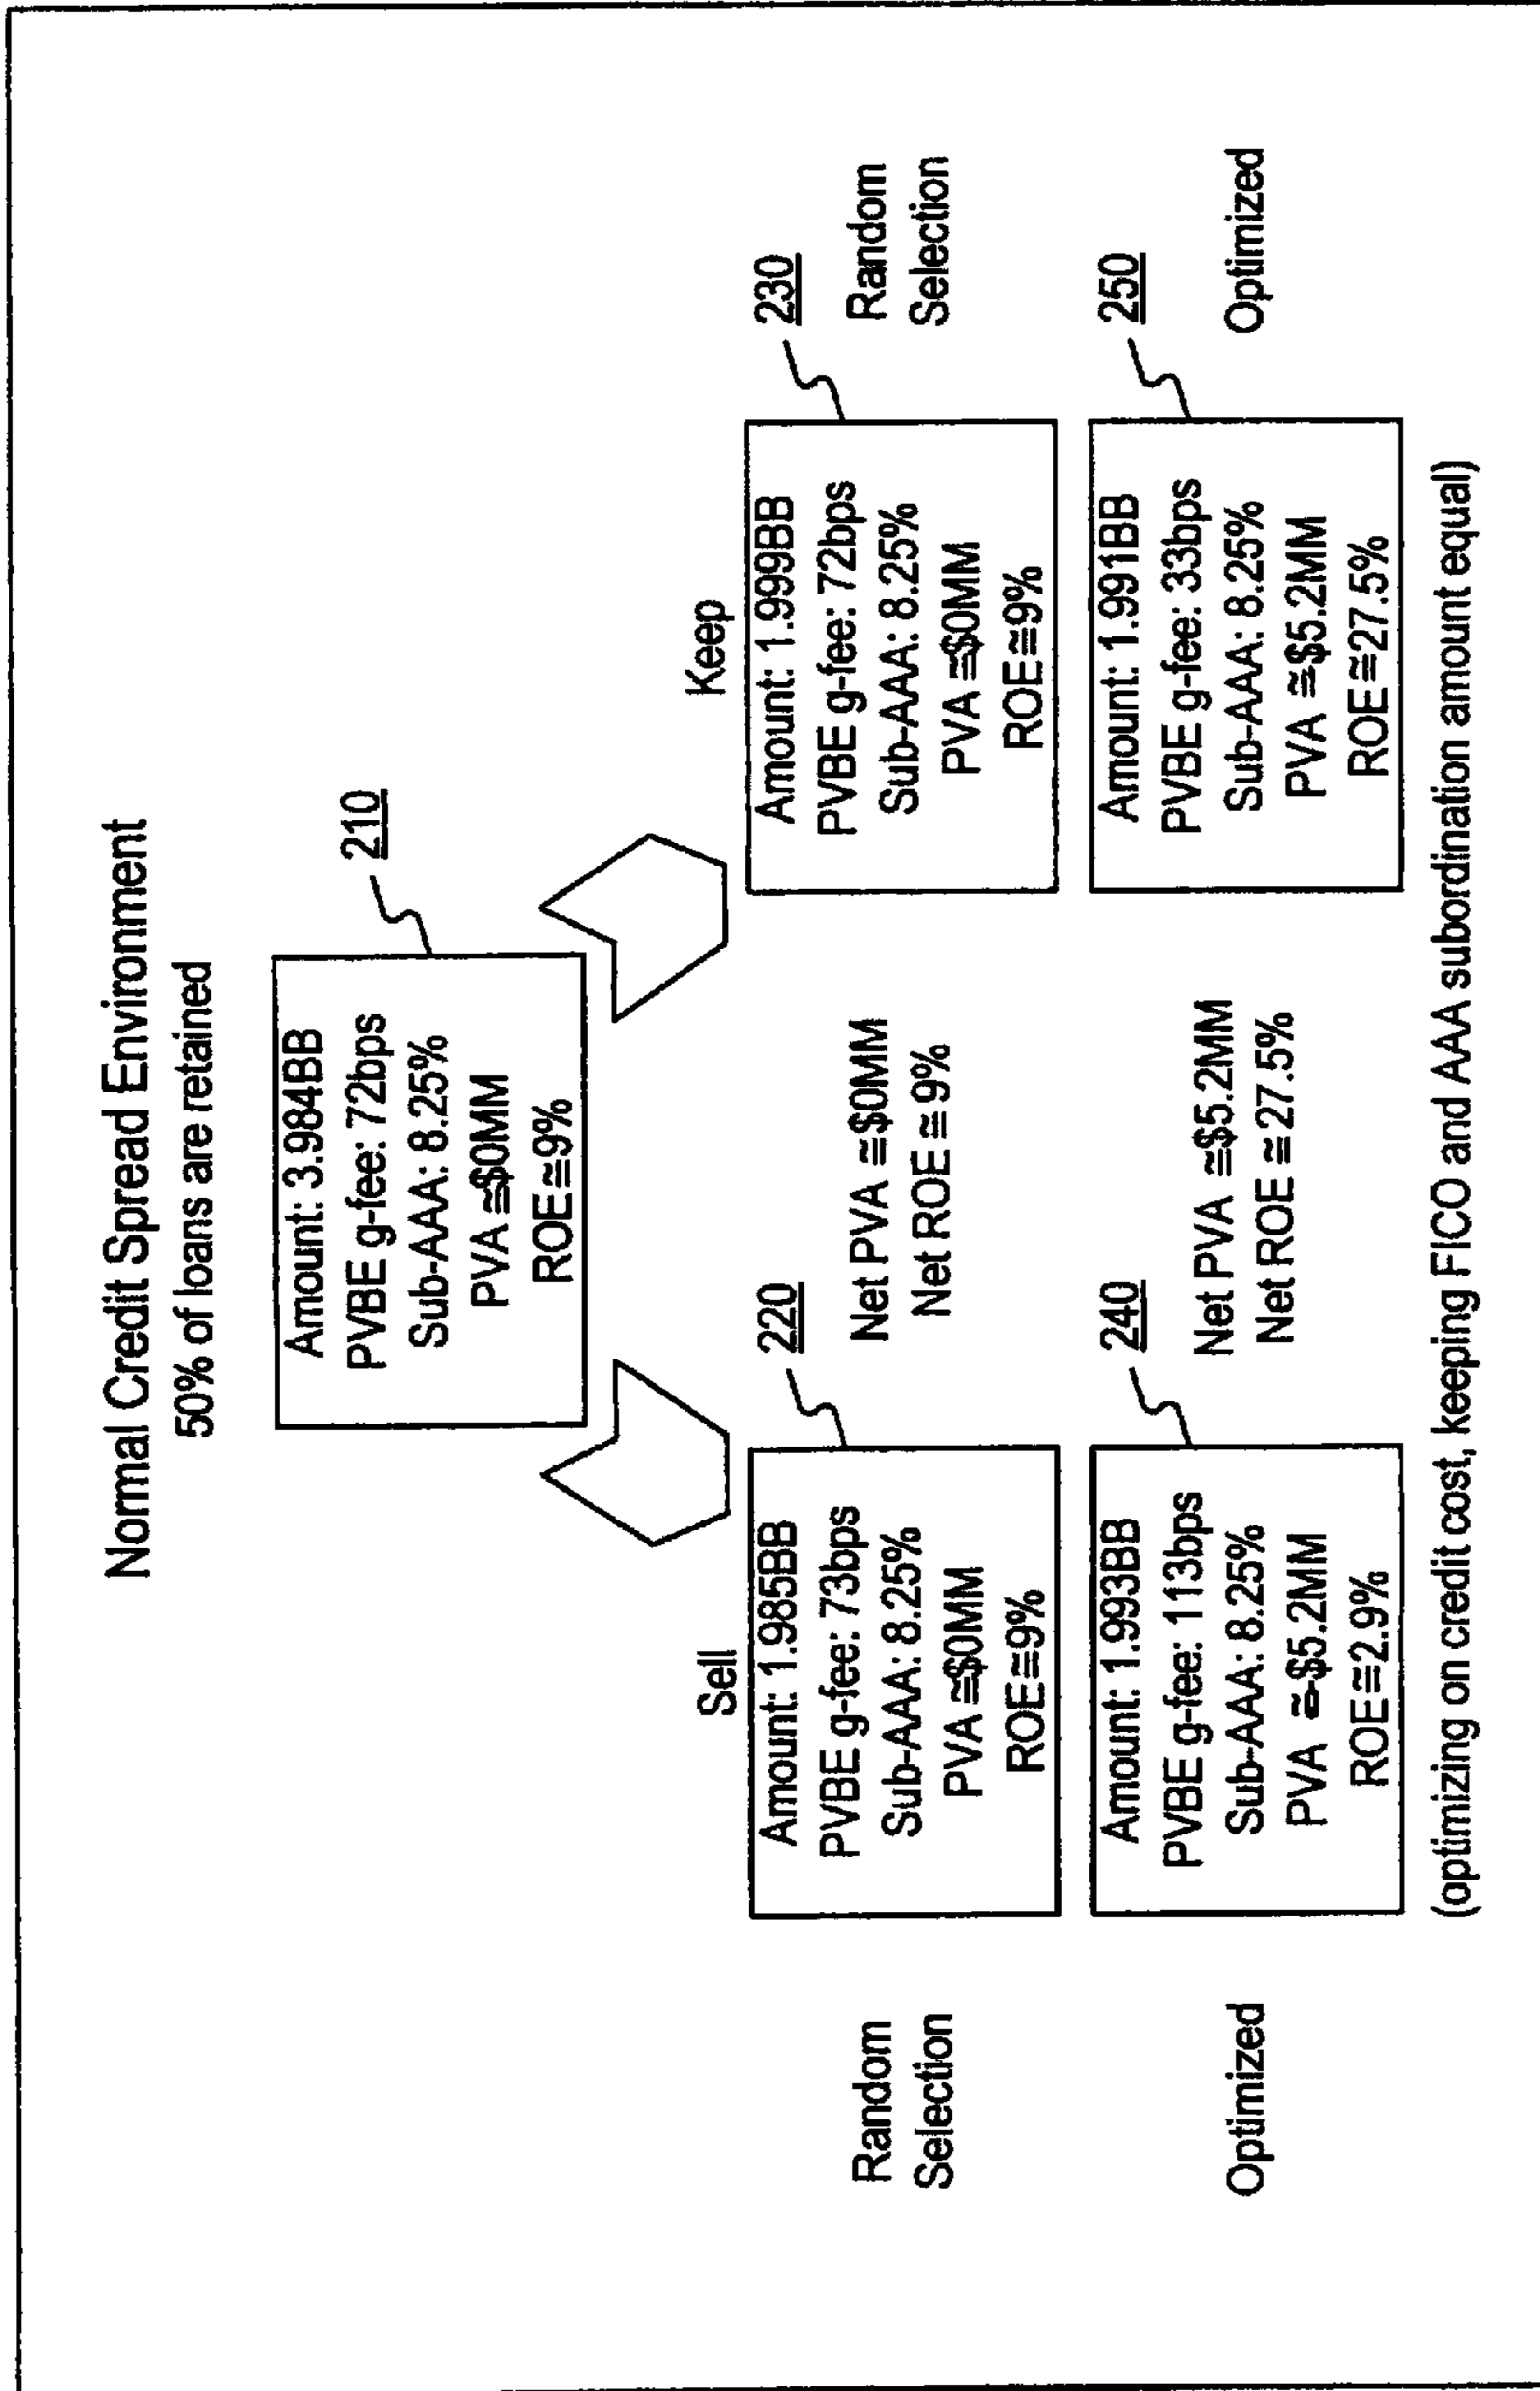 Normal Credit Spread Environment
50% of loans are retained
210
Amount: 3.984BB
PVBE g-fee: 72bps
Sub-AAA: 8.25%
PVA ≅$0MM
ROE≅9%
Sell
Keep
Random
Selection
220
Amount: 1.985BB
PVBE g-fee: 73bps
Sub-AAA: 8.25%
PVA ≅$0MM
ROE≅9%
Net PVA ≅$0MM
Net ROE ≅9%
230
Amount: 1.999BB
PVBE g-fee: 72bps
Sub-AAA: 8.25%
PVA ≅$0MM
ROE≅9%
Random
Selection
Optimized
240
Amount: 1.993BB
PVBE g-fee: 113bps
Sub-AAA: 8.25%
PVA ≅-$5.2MM
ROE≅2.9%
Net PVA ≅$5.2MM
Net ROE ≅27.5%
250
Amount: 1.991BB
PVBE g-fee: 33bps
Sub-AAA: 8.25%
PVA ≅$5.2MM
ROE≅27.5%
Optimized
(optimizing on credit cost, keeping FICO and AAA subordination amount equal)